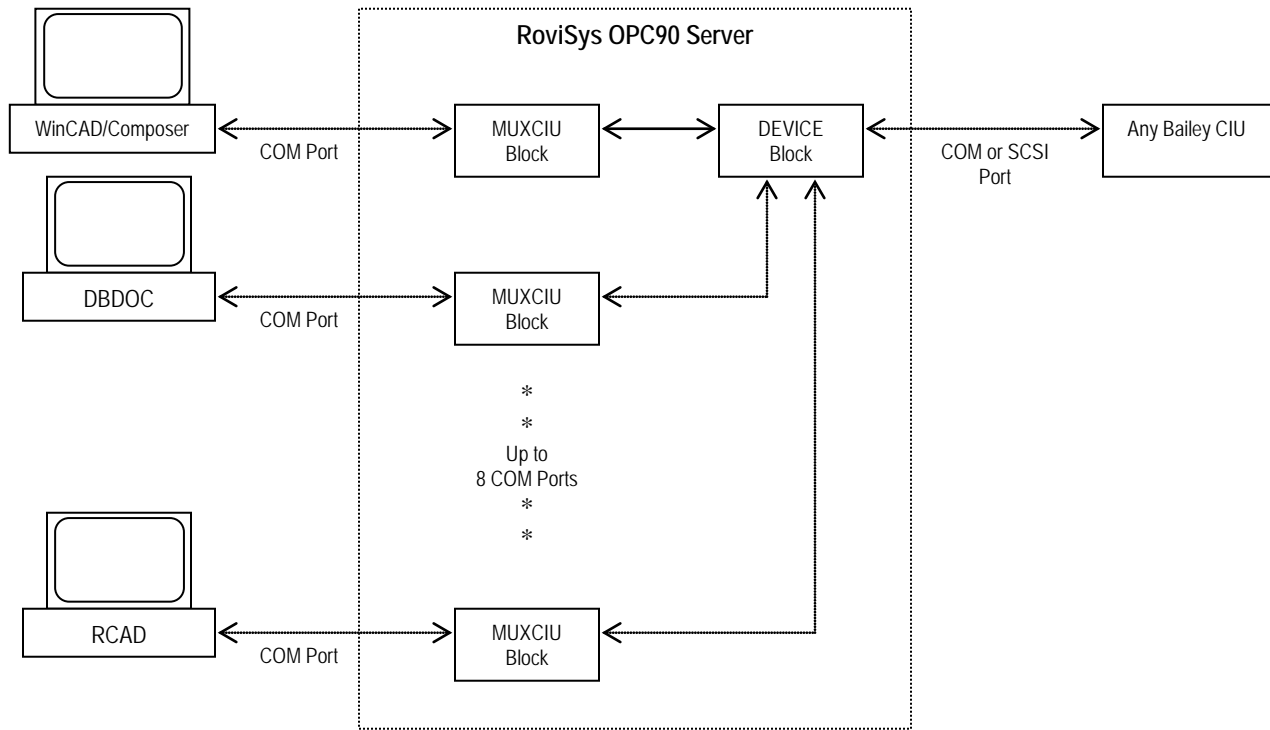 RoviSys OPC90 Server
WinCAD/Composer
COM Port
MUXCIU
Block
DEVICE
Block
COM or SCSI
Port
Any Bailey CIU
DBDOC
COM Port
MUXCIU
Block
*
*
Up to
8 COM Ports
*
*
RCAD
COM Port
MUXCIU
Block